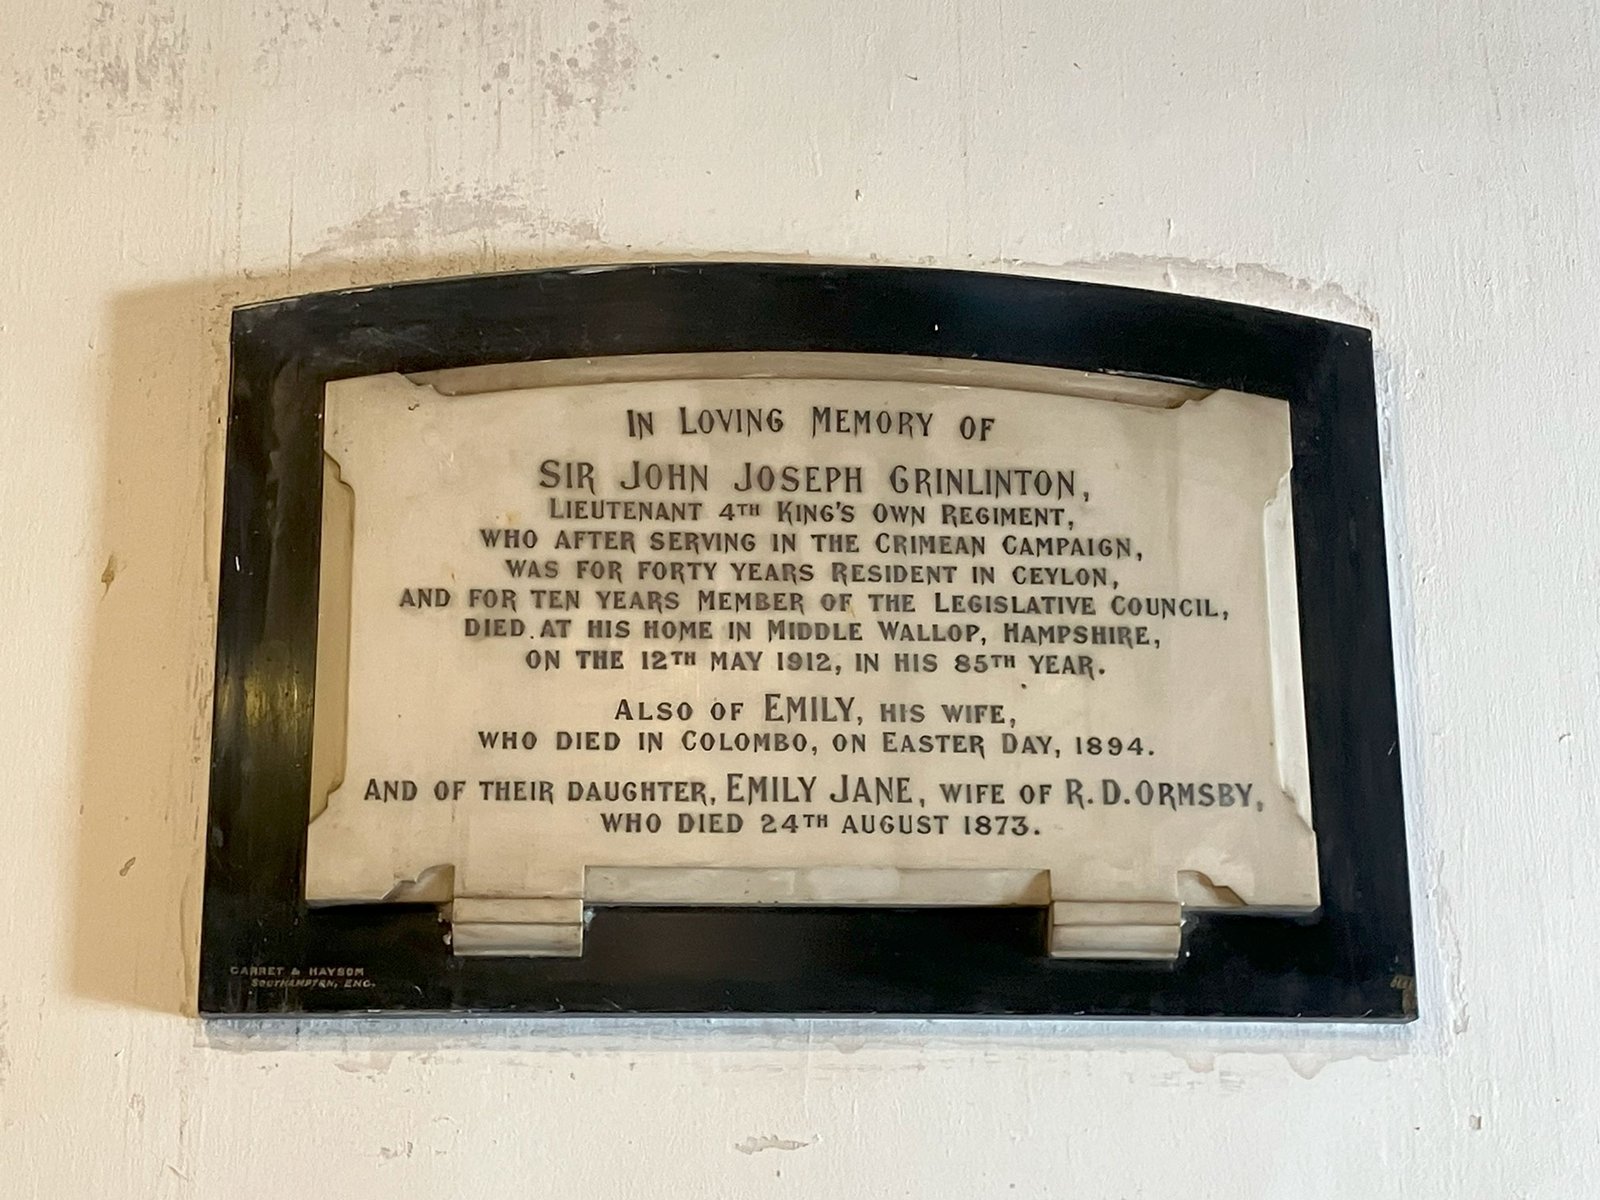 IN LOVING MEMORY OF
SIR JOHN JOSEPH GRINLINTON,
LIEUTENANT 4TH KING'S OWN REGIMENT,
WHO AFTER SERVING IN THE CRIMEAN CAMPAIGN,
WAS FOR FORTY YEARS RESIDENT IN CEYLON,
AND FOR TEN YEARS MEMBER OF THE LEGISLATIVE COUNCIL,
DIED AT HIS HOME IN MIDDLE WALLOP, HAMPSHIRE,
ON THE 12TH MAY 1912, IN HIS 85TH YEAR.
ALSO OF EMILY, HIS WIFE,
WHO DIED IN COLOMBO, ON EASTER DAY, 1894.
AND OF THEIR DAUGHTER, EMILY JANE, WIFE OF R.D. ORMSBY,
WHO DIED 24TH AUGUST 1873.
GARRET & HAYSOM
SOUTHAMPTON, ENG.